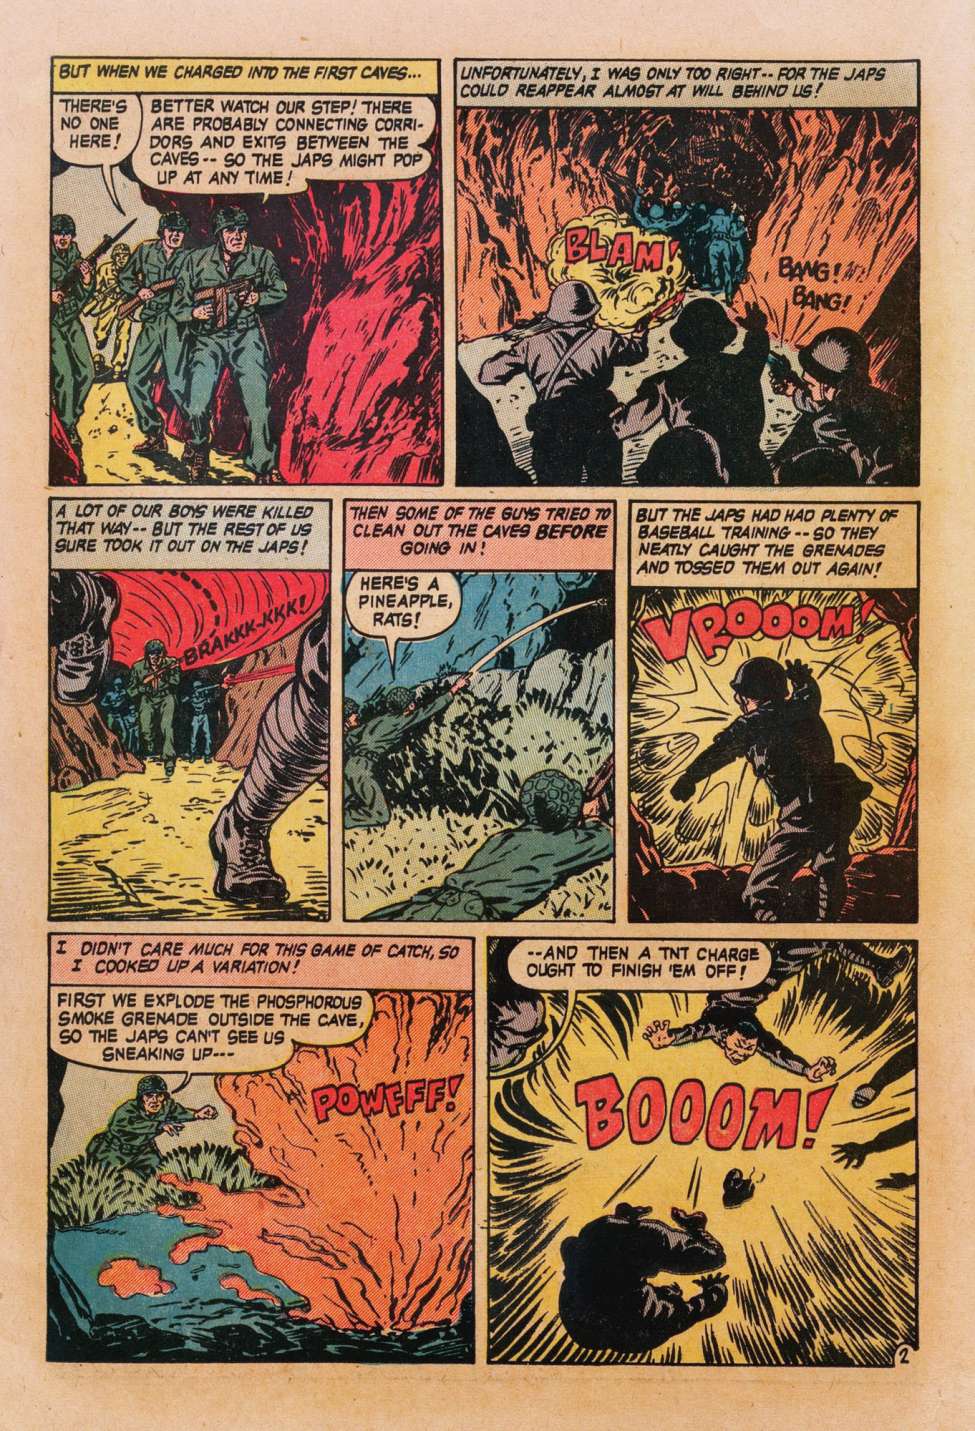 BUT WHEN WE CHARGED INTO THE FIRST CAVES...
THERE'S
NO ONE
HERE!
BETTER WATCH OUR STEP! THERE
ARE PROBABLY CONNECTING CORRI-
DORS AND EXITS BETWEEN THE
CAVES-- SO THE JAPS MIGHT POP
UP AT ANY TIME!
UNFORTUNATELY, I WAS ONLY TOO RIGHT-- FOR THE JAPS
COULD REAPPEAR ALMOST AT WILL BEHIND US!
BLAM!
BANG!
BANG!
A LOT OF OUR BOYS WERE KILLED
THAT WAY-- BUT THE REST OF US
SURE TOOK IT OUT ON THE JAPS!
BRAKKK-KKK!
THEN SOME OF THE GUYS TRIED TO
CLEAN OUT THE CAVES BEFORE
GOING IN!
HERE'S A
PINEAPPLE,
RATS!
BUT THE JAPS HAD HAD PLENTY OF
BASEBALL TRAINING -- SO THEY
NEATLY CAUGHT THE GRENADES
AND TOSSED THEM OUT AGAIN!
VROOOM!
I DIDN'T CARE MUCH FOR THIS GAME OF CATCH, SO
I COOKED UP A VARIATION!
FIRST WE EXPLODE THE PHOSPHOROUS
SMOKE GRENADE OUTSIDE THE CAVE,
SO THE JAPS CAN'T SEE US
SNEAKING UP---
POWFFF!
--AND THEN A TNT CHARGE
OUGHT TO FINISH 'EM OFF!
BOOOM!
2